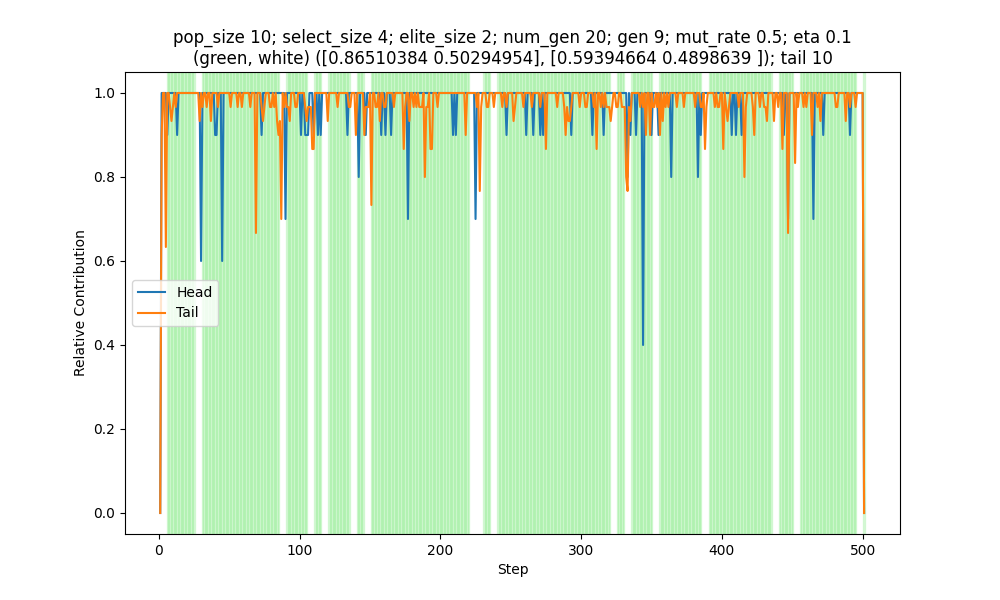 pop_size 10; select_size 4; elite_size 2; num_gen 20; gen 9; mut_rate 0.5; eta 0.1
(green, white) ([0.86510384 0.50294954], [0.59394664 0.4898639 ]); tail 10
1.0
0.8
0.6
0.4
0.2
0.0
Relative Contribution
Head
Tail
0 100 200 300 400 500
Step